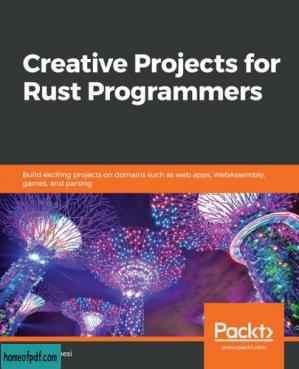 Creative Projects for
Rust Programmers
Build exciting projects on domains such as web apps, WebAssembly,
games, and parsing
Packt>
www.packt.com
homeofpdf.com